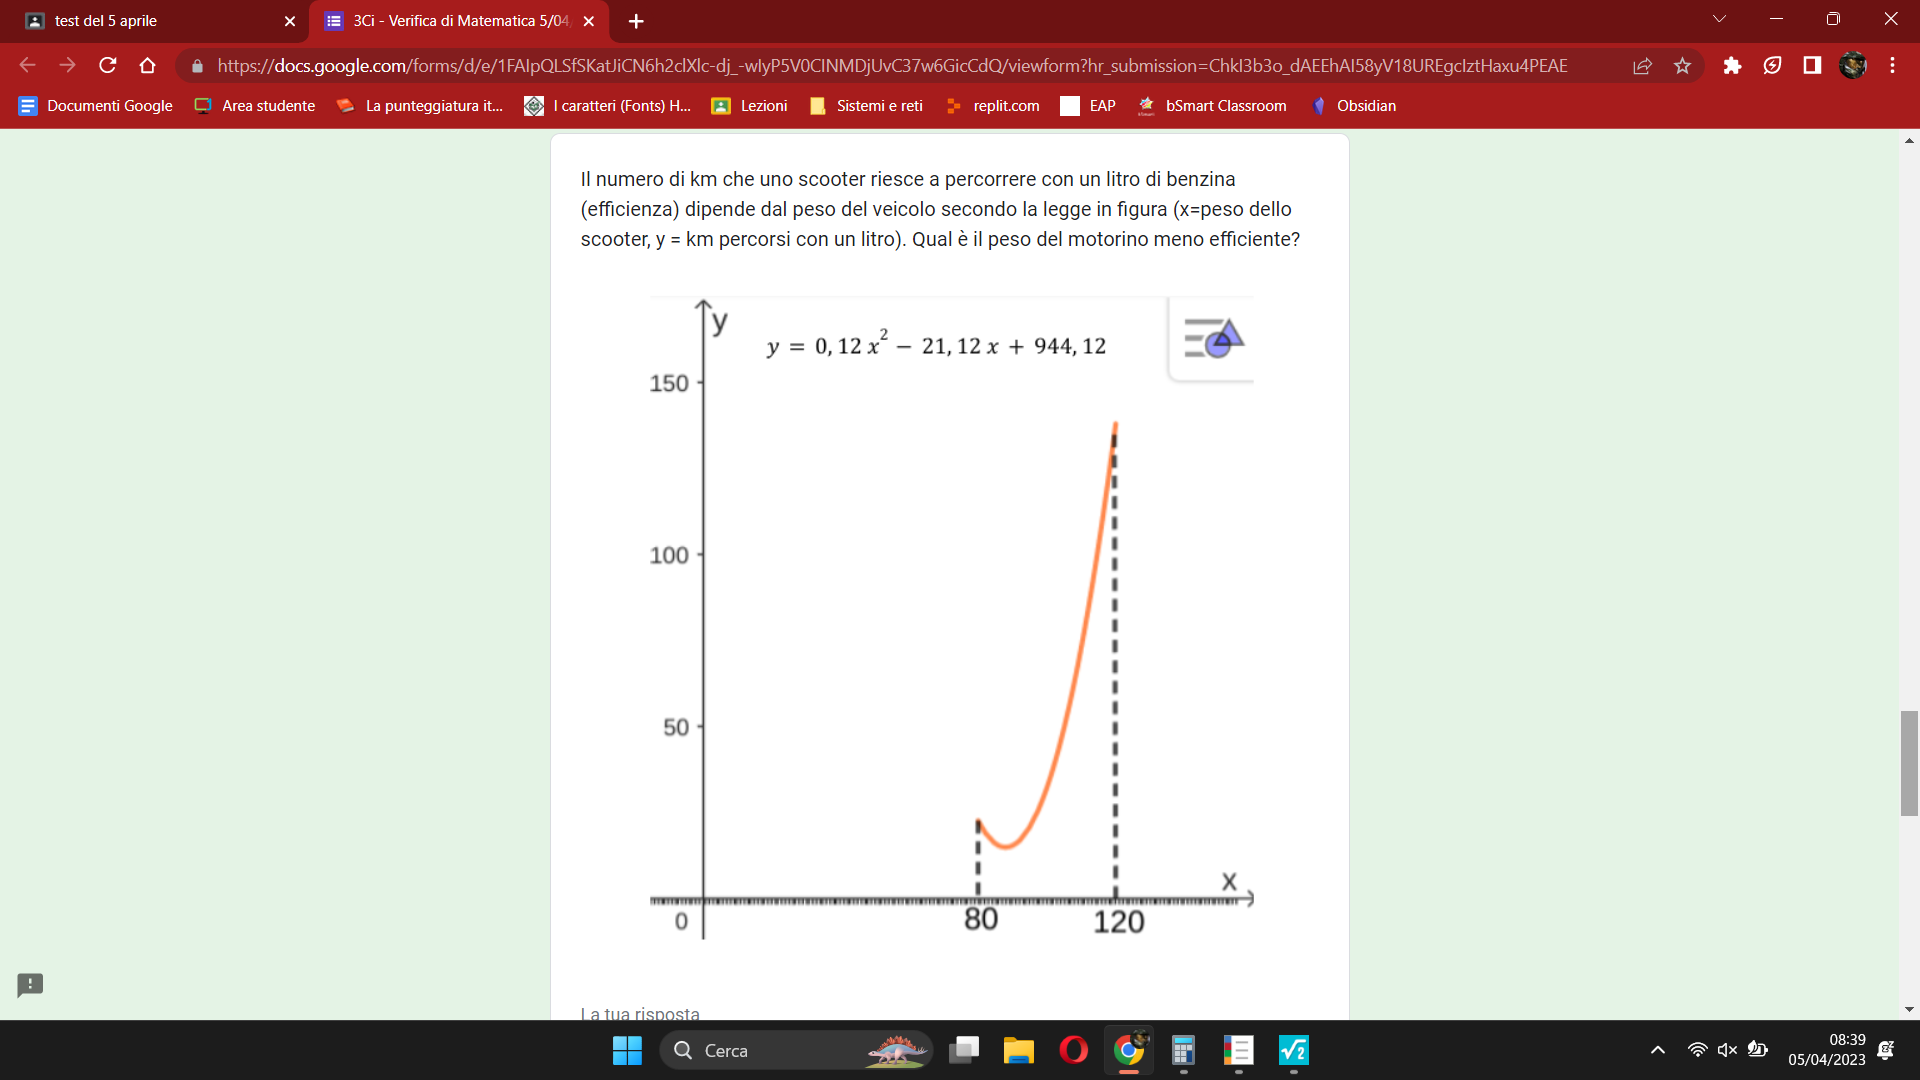 test del 5 aprile
3Ci - Verifica di Matematica 5/04
https://docs.google.com/forms/d/e/1FAIpQLSfSKatJiCN6h2clXlc-dj_-wIyP5V0CINMDjUvC37w6GicCdQ/viewform?hr_submission=ChkI3b3o_dAEEhAI58yV18UREgcIztHaxu4PEAE
Documenti Google
Area studente
La punteggiatura it...
I caratteri (Fonts) H...
Lezioni
Sistemi e reti
replit.com
EAP
bSmart Classroom
Obsidian
Il numero di km che uno scooter riesce a percorrere con un litro di benzina
(efficienza) dipende dal peso del veicolo secondo la legge in figura (x=peso dello
scooter, y = km percorsi con un litro). Qual è il peso del motorino meno efficiente?
y
y = 0, 12 x² − 21, 12 x + 944, 12
150
100
50
x
0
80
120
La tua risposta
Cerca
08:39
05/04/2023